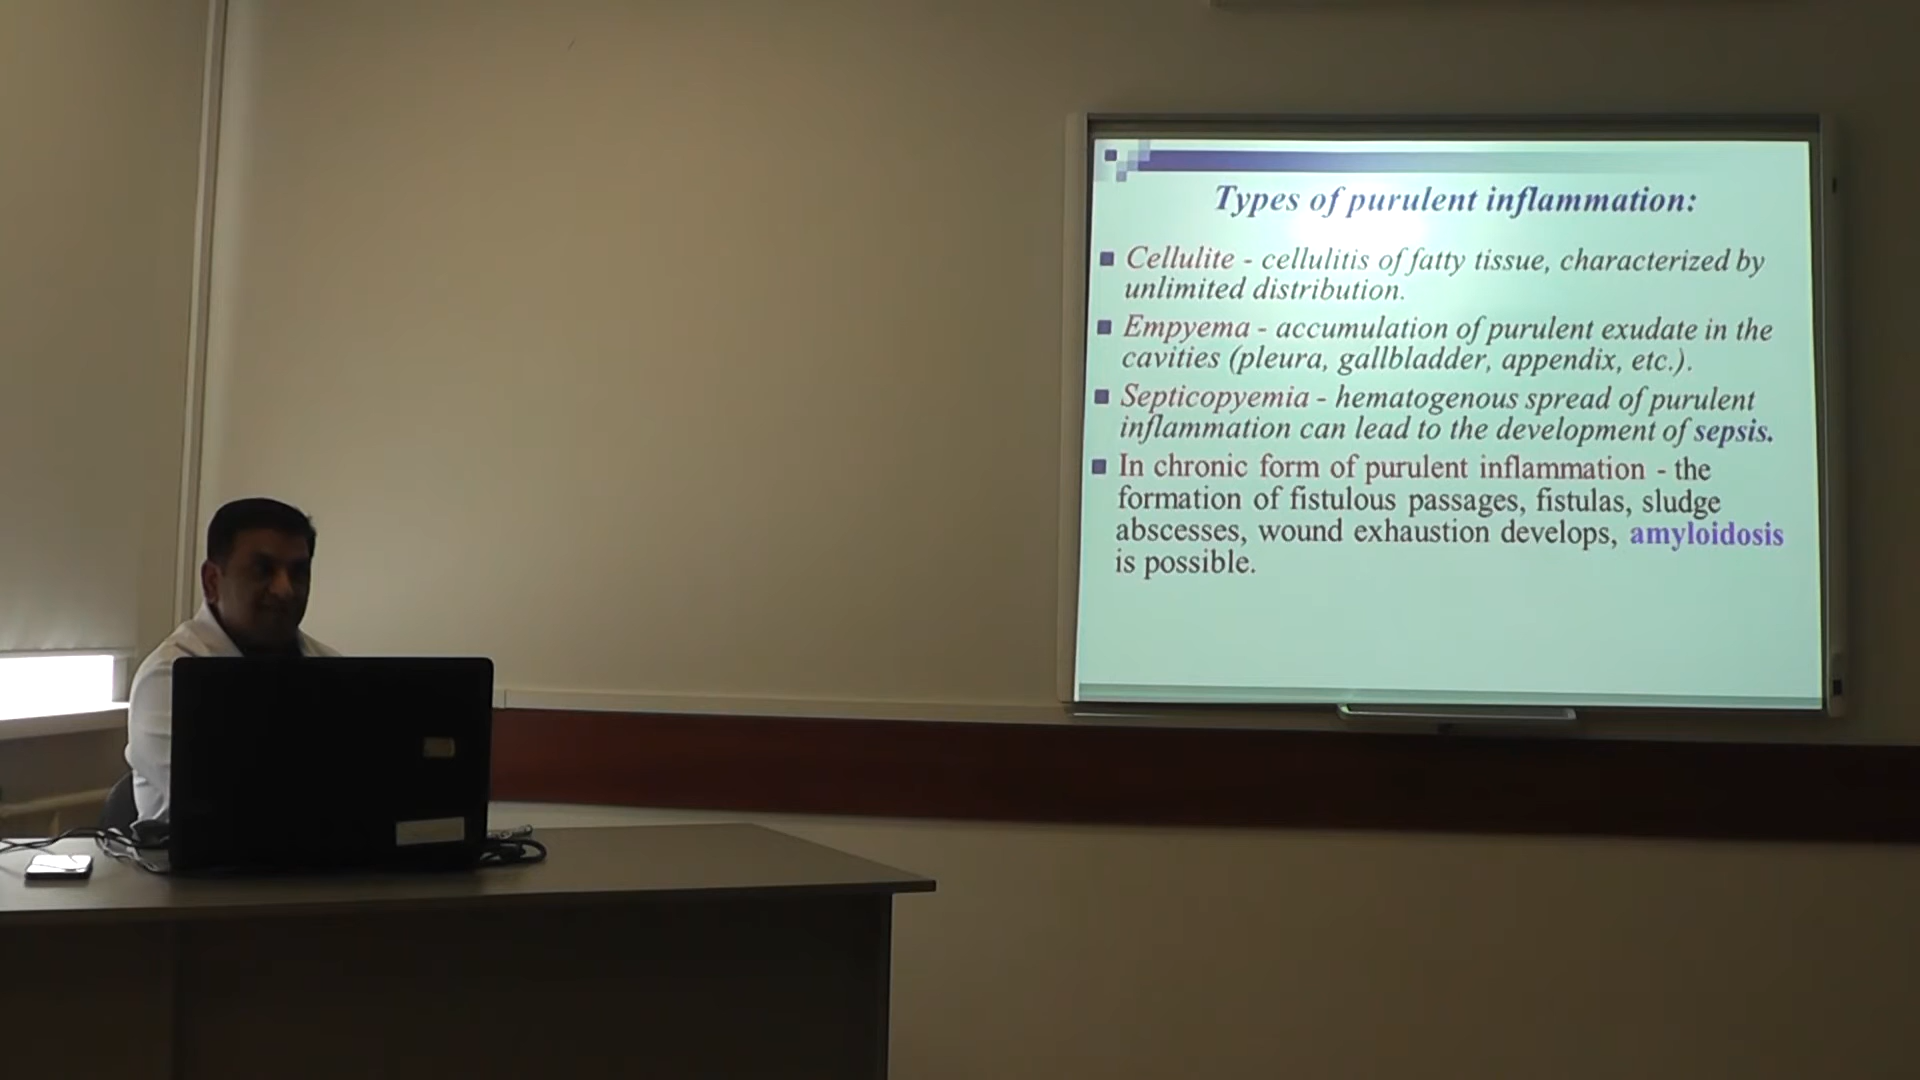 Types of purulent inflammation:
Cellulite - cellulitis of fatty tissue, characterized by
unlimited distribution.
Empyema - accumulation of purulent exudate in the
cavities (pleura, gallbladder, appendix, etc.).
Septicopyemia - hematogenous spread of purulent
inflammation can lead to the development of sepsis.
In chronic form of purulent inflammation - the
formation of fistulous passages, fistulas, sludge
abscesses, wound exhaustion develops, amyloidosis
is possible.